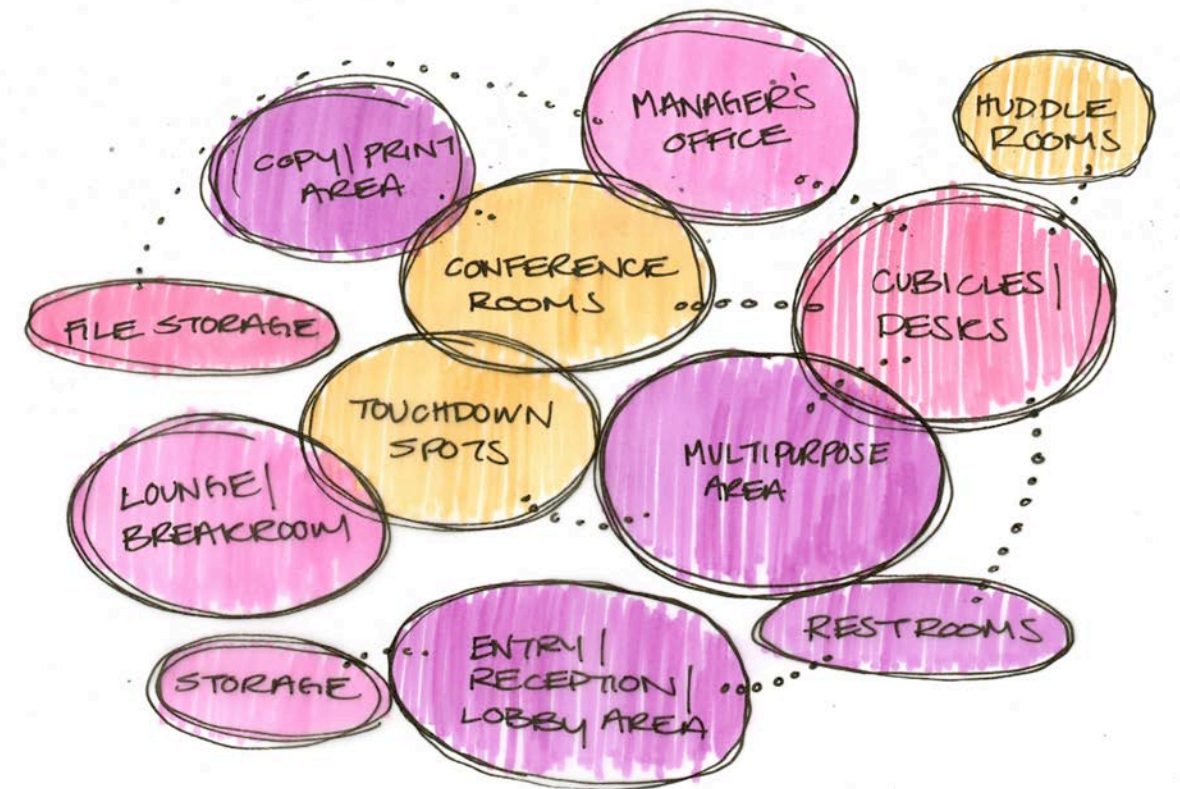 MANAGER'S
OFFICE
HUDDLE
ROOMS
COPY | PRINT
AREA
CONFERENCE
ROOMS
CUBICLES |
DESKS
FILE STORAGE
TOUCHDOWN
SPOTS
MULTIPURPOSE
AREA
LOUNGE |
BREAKROOM
ENTRY |
RECEPTION |
LOBBY AREA
RESTROOMS
STORAGE